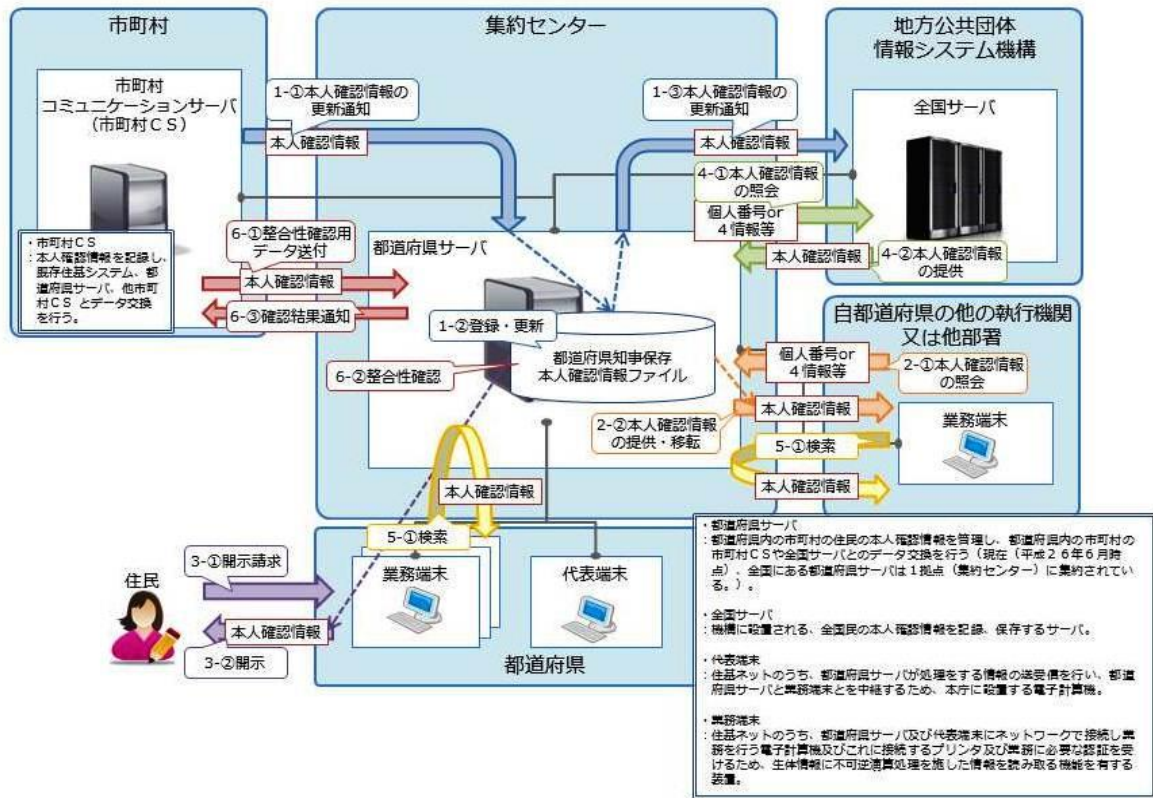 市町村
集約センター
地方公共団体
情報システム機構
市町村
コミュニケーションサーバ
（市町村ＣＳ）
1-①本人確認情報の
更新通知
本人確認情報
1-③本人確認情報の
更新通知
本人確認情報
全国サーバ
4-①本人確認情報
の照会
個人番号or
４情報等
本人確認情報
4-②本人確認情報
の提供
・市町村ＣＳ
：本人確認情報を記録し、
既存住基システム、都
道府県サーバ、他市町
村ＣＳ とデータ交換
を行う。
6-①整合性確認用
データ送付
本人確認情報
6-③確認結果通知
都道府県サーバ
1-②登録・更新
都道府県知事保存
本人確認情報ファイル
6-②整合性確認
自都道府県の他の執行機関
又は他部署
個人番号or
４情報等
2-①本人確認情報
の照会
本人確認情報
2-②本人確認情報
の提供・移転
業務端末
5-①検索
本人確認情報
本人確認情報
5-①検索
3-①開示請求
住民
本人確認情報
3-②開示
業務端末
代表端末
都道府県
・都道府県サーバ
：都道府県内の市町村の住民の本人確認情報を管理し、都道府県内の市町村の
市町村ＣＳや全国サーバとのデータ交換を行う（現在（平成２６年６月時
点）、全国にある都道府県サーバは１拠点（集約センター）に集約されてい
る。）。
・全国サーバ
：機構に設置される、全国民の本人確認情報を記録、保存するサーバ。
・代表端末
：住基ネットのうち、都道府県サーバが処理をする情報の送受信を行い、都道
府県サーバと業務端末とを中継するため、本庁に設置する電子計算機。
・業務端末
：住基ネットのうち、都道府県サーバ及び代表端末にネットワークで接続し業
務を行う電子計算機及びこれに接続するプリンタ及び業務に必要な認証を受
けるため、生体情報に不可逆演算処理を施した情報を読み取る機能を有する
装置。